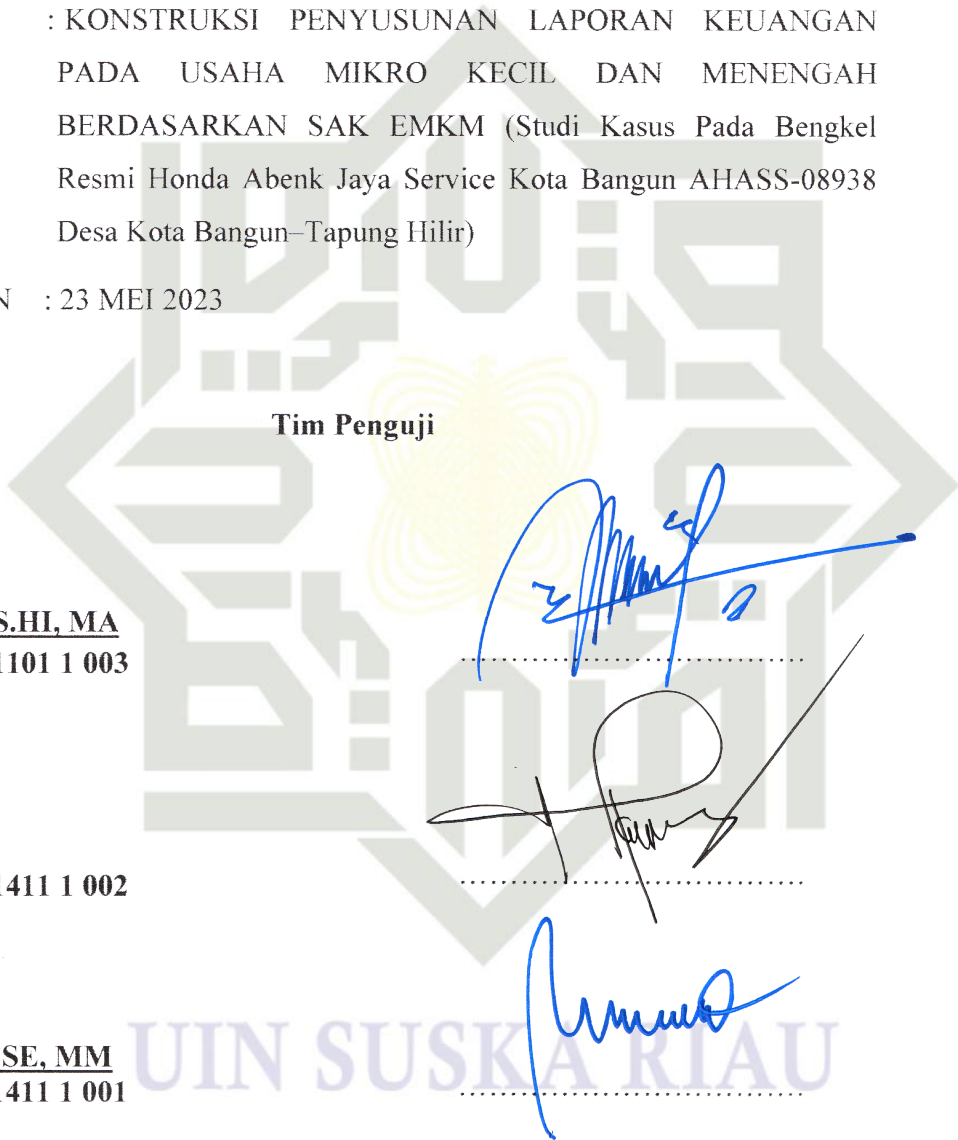 : KONSTRUKSI PENYUSUNAN LAPORAN KEUANGAN
PADA USAHA MIKRO KECIL DAN MENENGAH
BERDASARKAN SAK EMKM (Studi Kasus Pada Bengkel
Resmi Honda Abenk Jaya Service Kota Bangun AHASS-08938
Desa Kota Bangun–Tapung Hilir)
N : 23 MEI 2023
Tim Penguji
S.HI, MA
1101 1 003
1411 1 002
SE, MM
1411 1 001
UIN SUSKA RIAU